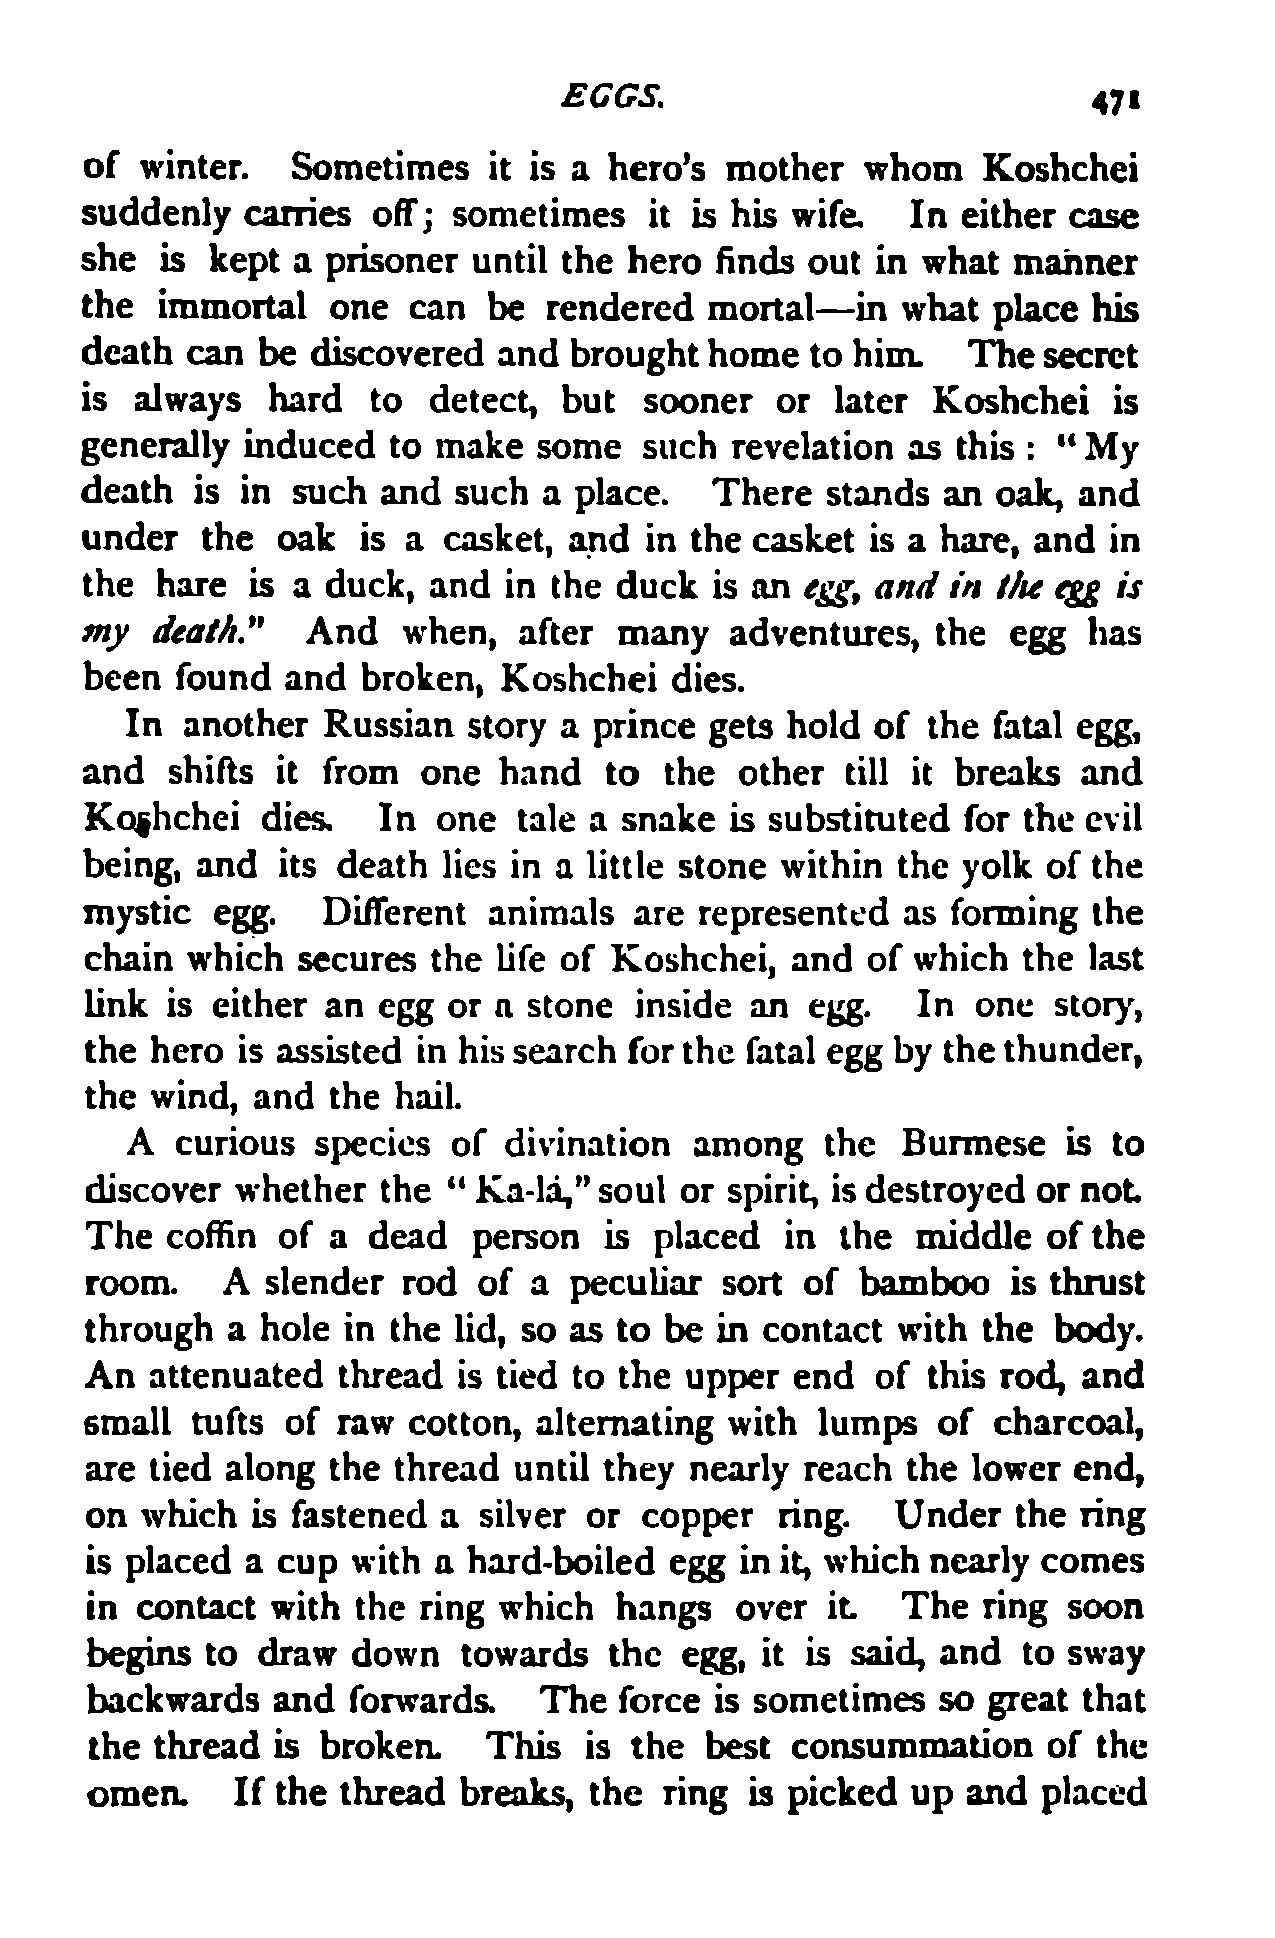 EGGS. 471
of winter. Sometimes it is a hero's mother whom Koshchei
suddenly carries off; sometimes it is his wife. In either case
she is kept a prisoner until the hero finds out in what manner
the immortal one can be rendered mortal—in what place his
death can be discovered and brought home to him. The secret
is always hard to detect, but sooner or later Koshchei is
generally induced to make some such revelation as this : "My
death is in such and such a place. There stands an oak, and
under the oak is a casket, and in the casket is a hare, and in
the hare is a duck, and in the duck is an egg, and in the egg is
my death." And when, after many adventures, the egg has
been found and broken, Koshchei dies.
In another Russian story a prince gets hold of the fatal egg,
and shifts it from one hand to the other till it breaks and
Koshchei dies. In one tale a snake is substituted for the evil
being, and its death lies in a little stone within the yolk of the
mystic egg. Different animals are represented as forming the
chain which secures the life of Koshchei, and of which the last
link is either an egg or a stone inside an egg. In one story,
the hero is assisted in his search for the fatal egg by the thunder,
the wind, and the hail.
A curious species of divination among the Burmese is to
discover whether the "Ka-lá," soul or spirit, is destroyed or not.
The coffin of a dead person is placed in the middle of the
room. A slender rod of a peculiar sort of bamboo is thrust
through a hole in the lid, so as to be in contact with the body.
An attenuated thread is tied to the upper end of this rod, and
small tufts of raw cotton, alternating with lumps of charcoal,
are tied along the thread until they nearly reach the lower end,
on which is fastened a silver or copper ring. Under the ring
is placed a cup with a hard-boiled egg in it, which nearly comes
in contact with the ring which hangs over it. The ring soon
begins to draw down towards the egg, it is said, and to sway
backwards and forwards. The force is sometimes so great that
the thread is broken. This is the best consummation of the
omen. If the thread breaks, the ring is picked up and placed